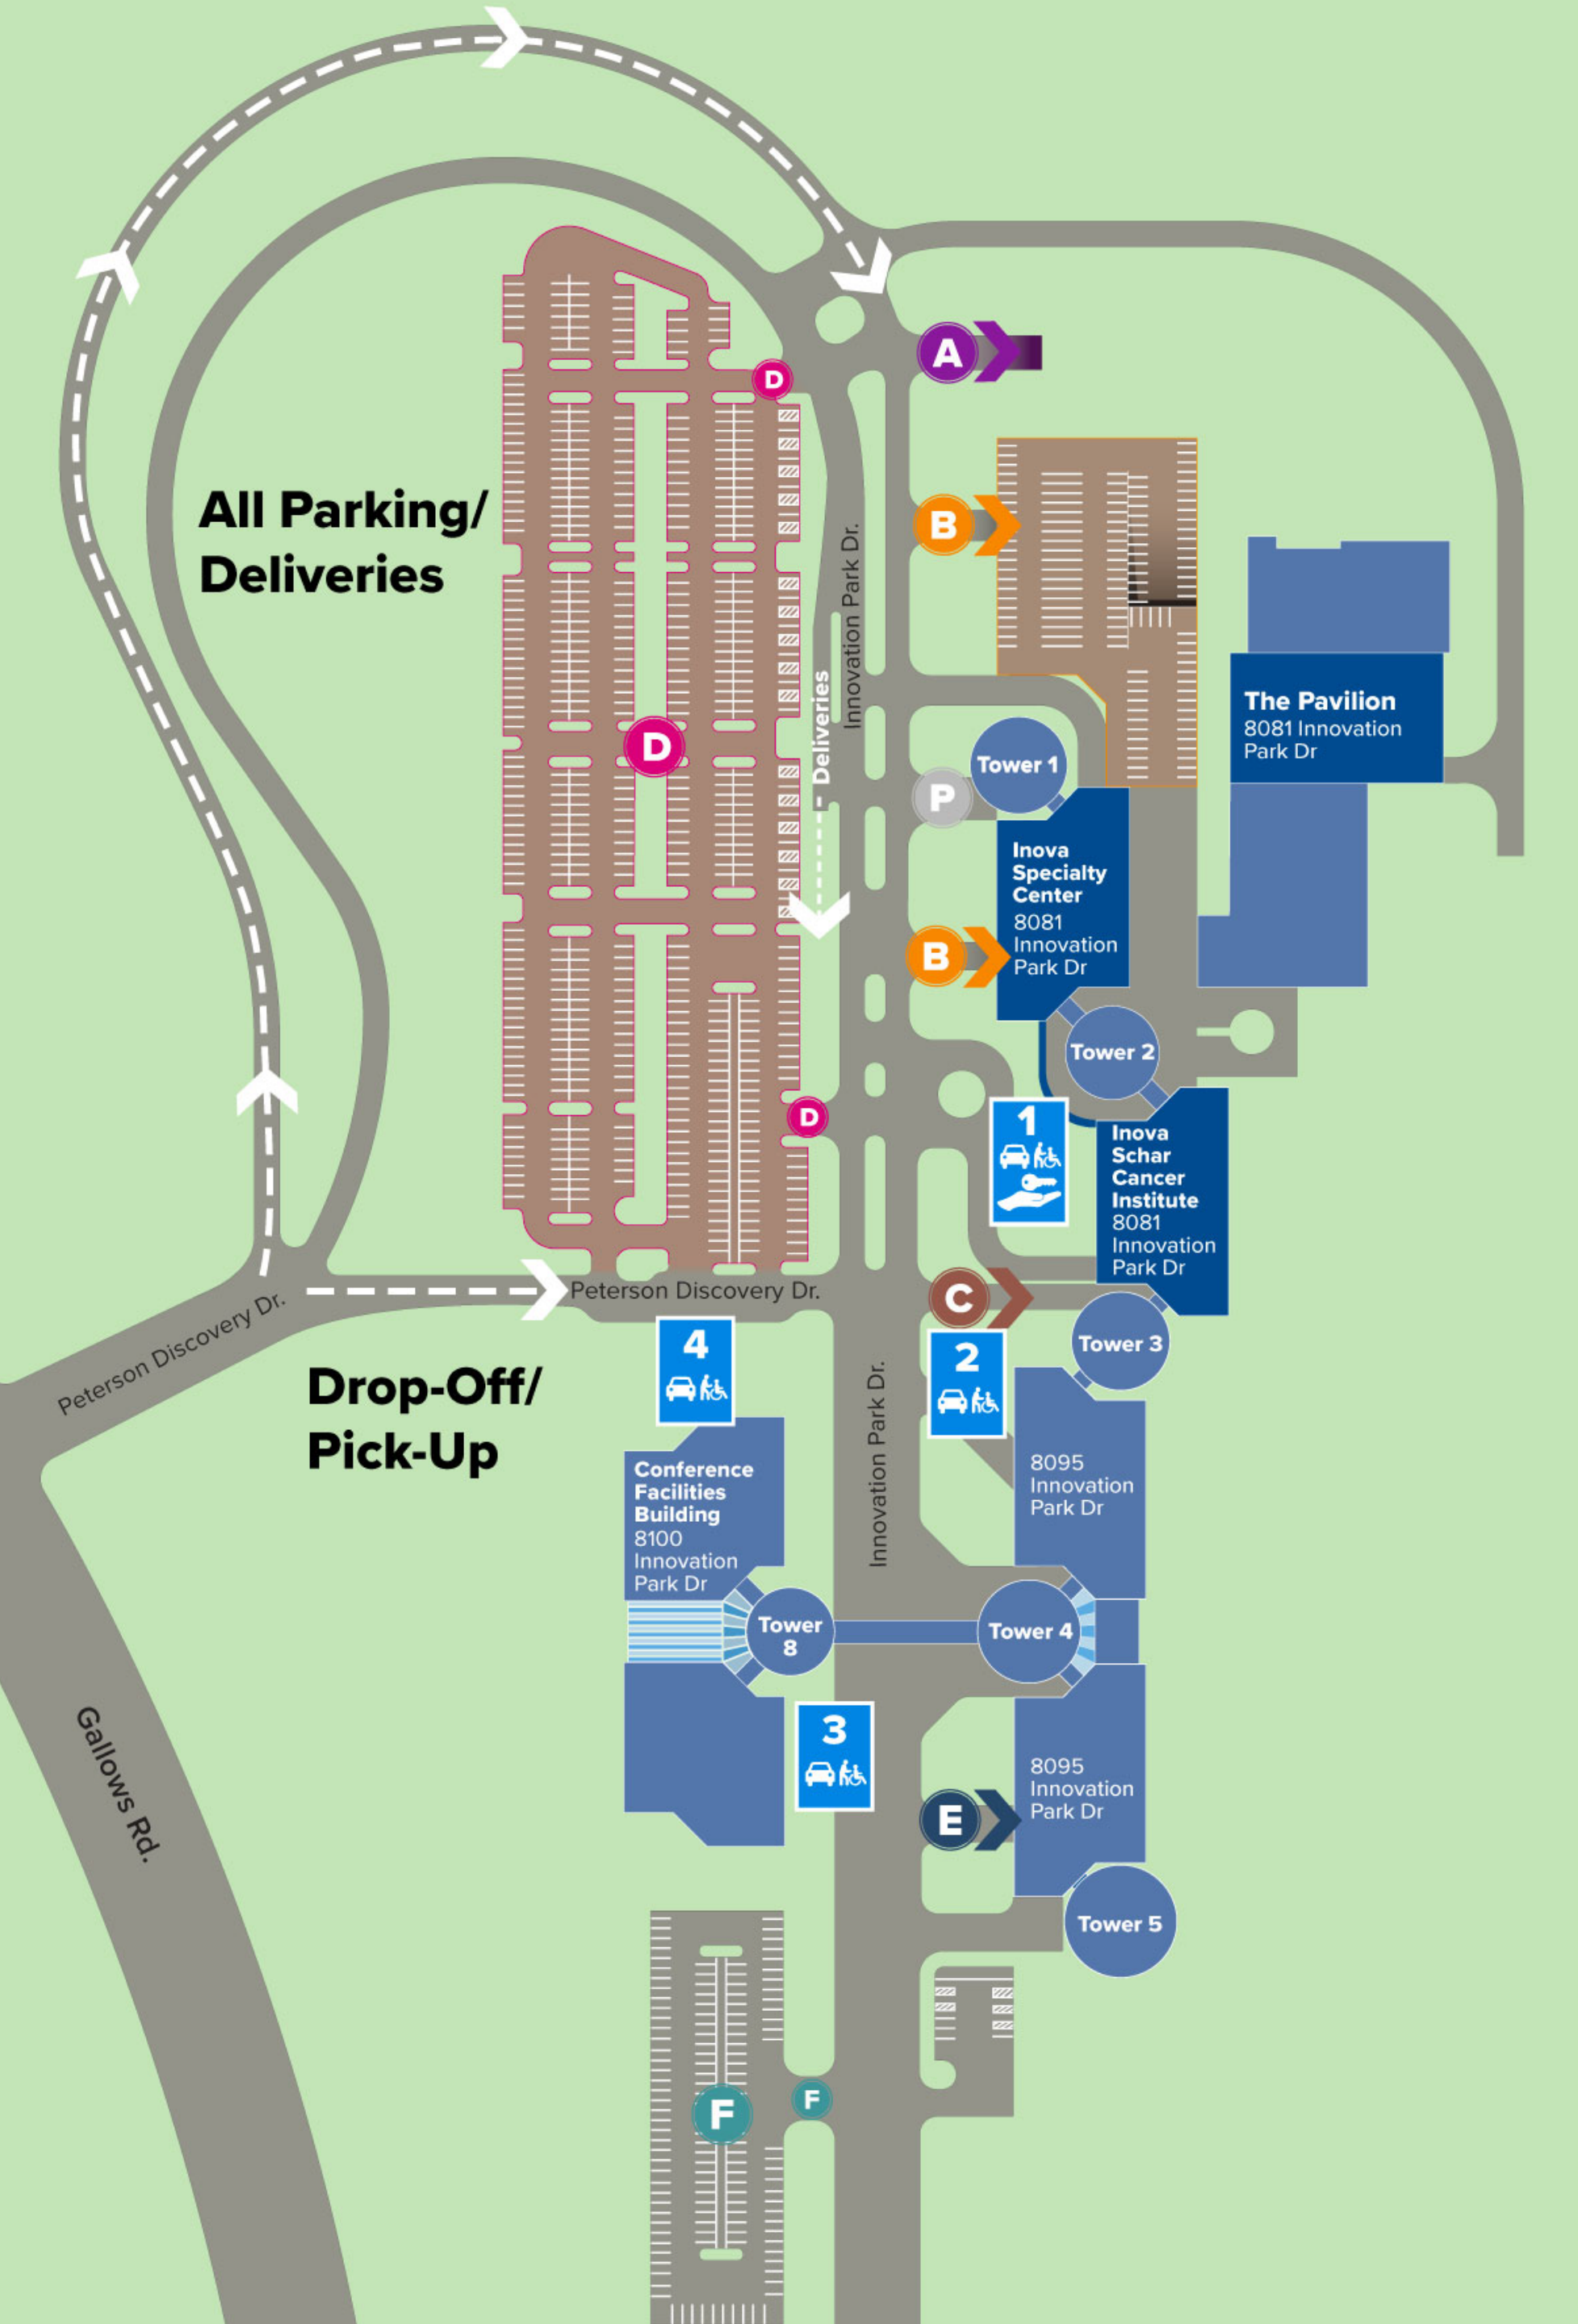 A
D
All Parking/
Deliveries
B
Innovation Park Dr.
Deliveries
The Pavilion
8081 Innovation
Park Dr
D
Tower 1
P
Inova
Specialty
Center
8081
Innovation
Park Dr
B
Tower 2
D
1
Inova
Schar
Cancer
Institute
8081
Innovation
Park Dr
Peterson Discovery Dr.
Peterson Discovery Dr.
C
Tower 3
Drop-Off/
Pick-Up
4
2
Innovation Park Dr.
Conference
Facilities
Building
8100
Innovation
Park Dr
8095
Innovation
Park Dr
Tower
8
Tower 4
Gallows Rd.
3
8095
Innovation
Park Dr
E
Tower 5
F
F